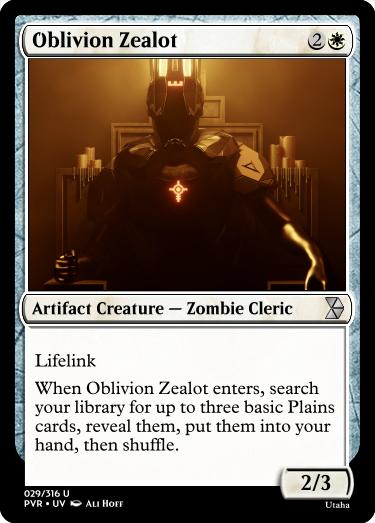 Oblivion Zealot 2
Artifact Creature — Zombie Cleric
Lifelink
When Oblivion Zealot enters, search
your library for up to three basic Plains
cards, reveal them, put them into your
hand, then shuffle.
2/3
029/316 U
PVR • UV Ali Hoff
Utaha